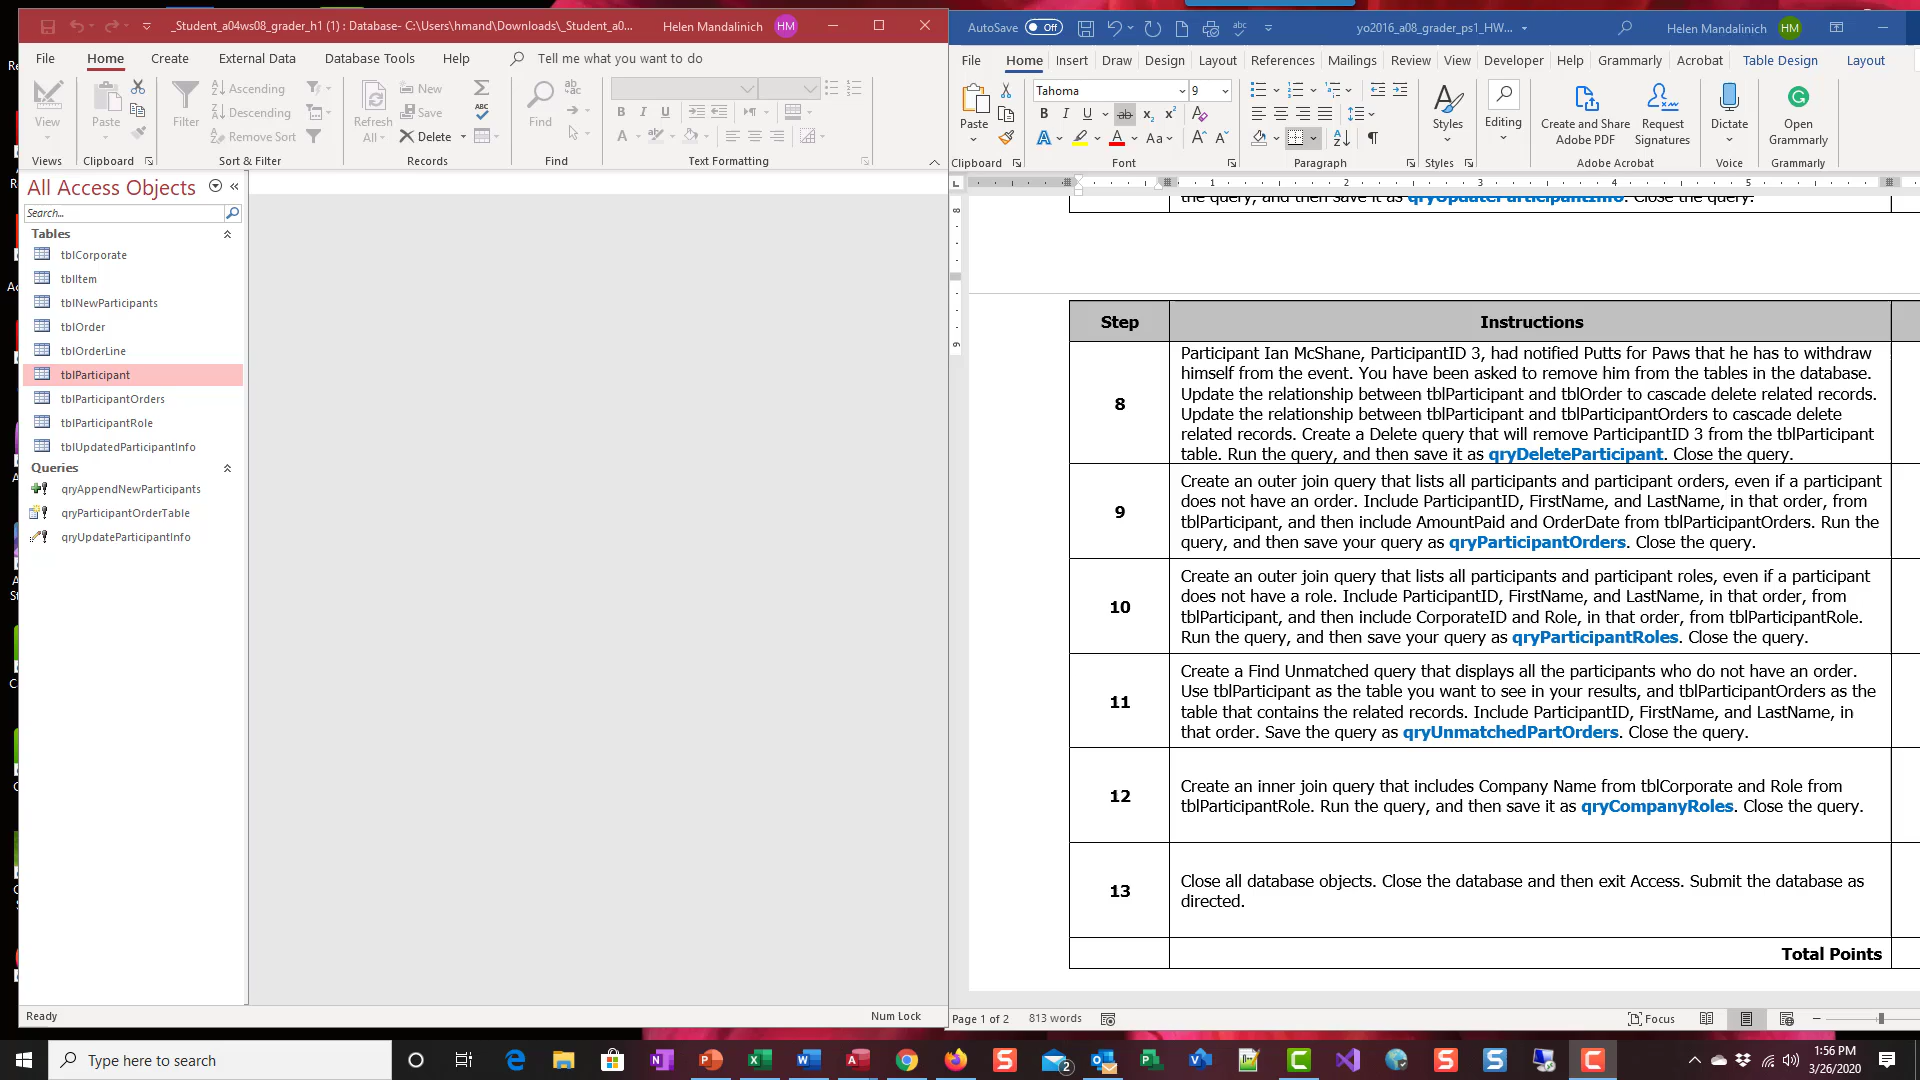 _Student_a04ws08_grader_h1 (1) : Database- C:\Users\hmand\Downloads\_Student_a0... Helen Mandalinich HM
File Home Create External Data Database Tools Help Tell me what you want to do
View Paste Filter Ascending Descending Remove Sort Refresh All New Save Delete Find
Views Clipboard Sort & Filter Records Find Text Formatting
All Access Objects
Search...
Tables
tblCorporate
tblItem
tblNewParticipants
tblOrder
tblOrderLine
tblParticipant
tblParticipantOrders
tblParticipantRole
tblUpdatedParticipantInfo
Queries
qryAppendNewParticipants
qryParticipantOrderTable
qryUpdateParticipantInfo
Ready Num Lock
AutoSave Off yo2016_a08_grader_ps1_HW... Helen Mandalinich HM
File Home Insert Draw Design Layout References Mailings Review View Developer Help Grammarly Acrobat Table Design Layout
Paste Tahoma 9 Styles Editing Create and Share Adobe PDF Request Signatures Dictate Open Grammarly
Clipboard Font Paragraph Styles Adobe Acrobat Voice Grammarly
the query, and then save it as qryUpdateParticipantInfo. Close the query.
Step Instructions
8
Participant Ian McShane, ParticipantID 3, had notified Putts for Paws that he has to withdraw
himself from the event. You have been asked to remove him from the tables in the database.
Update the relationship between tblParticipant and tblOrder to cascade delete related records.
Update the relationship between tblParticipant and tblParticipantOrders to cascade delete
related records. Create a Delete query that will remove ParticipantID 3 from the tblParticipant
table. Run the query, and then save it as qryDeleteParticipant. Close the query.
9
Create an outer join query that lists all participants and participant orders, even if a participant
does not have an order. Include ParticipantID, FirstName, and LastName, in that order, from
tblParticipant, and then include AmountPaid and OrderDate from tblParticipantOrders. Run the
query, and then save your query as qryParticipantOrders. Close the query.
10
Create an outer join query that lists all participants and participant roles, even if a participant
does not have a role. Include ParticipantID, FirstName, and LastName, in that order, from
tblParticipant, and then include CorporateID and Role, in that order, from tblParticipantRole.
Run the query, and then save your query as qryParticipantRoles. Close the query.
11
Create a Find Unmatched query that displays all the participants who do not have an order.
Use tblParticipant as the table you want to see in your results, and tblParticipantOrders as the
table that contains the related records. Include ParticipantID, FirstName, and LastName, in
that order. Save the query as qryUnmatchedPartOrders. Close the query.
12
Create an inner join query that includes Company Name from tblCorporate and Role from
tblParticipantRole. Run the query, and then save it as qryCompanyRoles. Close the query.
13
Close all database objects. Close the database and then exit Access. Submit the database as
directed.
Total Points
Page 1 of 2 813 words Focus
Type here to search
1:56 PM
3/26/2020